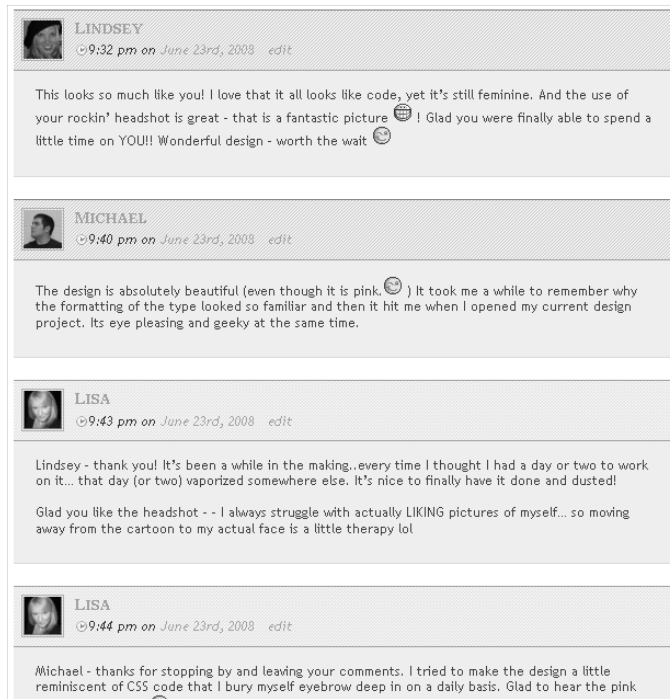 LINDSEY
9:32 pm on June 23rd, 2008 edit
This looks so much like you! I love that it all looks like code, yet it's still feminine. And the use of
your rockin' headshot is great - that is a fantastic picture ! Glad you were finally able to spend a
little time on YOU!! Wonderful design - worth the wait
MICHAEL
9:40 pm on June 23rd, 2008 edit
The design is absolutely beautiful (even though it is pink. ) It took me a while to remember why
the formatting of the type looked so familiar and then it hit me when I opened my current design
project. Its eye pleasing and geeky at the same time.
LISA
9:43 pm on June 23rd, 2008 edit
Lindsey - thank you! It's been a while in the making..every time I thought I had a day or two to work
on it... that day (or two) vaporized somewhere else. It's nice to finally have it done and dusted!
Glad you like the headshot - - I always struggle with actually LIKING pictures of myself... so moving
away from the cartoon to my actual face is a little therapy lol
LISA
9:44 pm on June 23rd, 2008 edit
Michael - thanks for stopping by and leaving your comments. I tried to make the design a little
reminiscent of CSS code that I bury myself eyebrow deep in on a daily basis. Glad to hear the pink